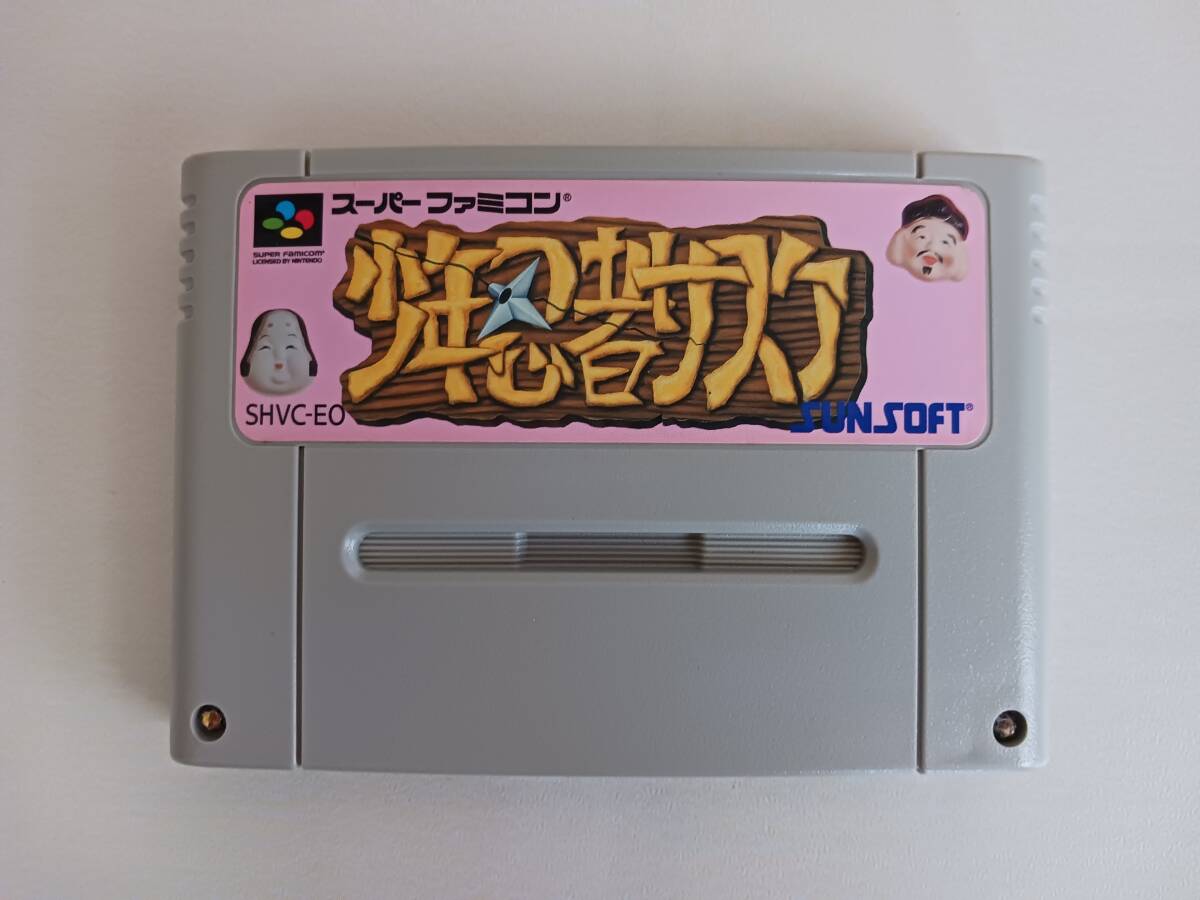 スーパーファミコン®
SUPER FAMICOM®
LICENSED BY NINTENDO
少年忍者サスケ
SHVC-EO
SUNSOFT®